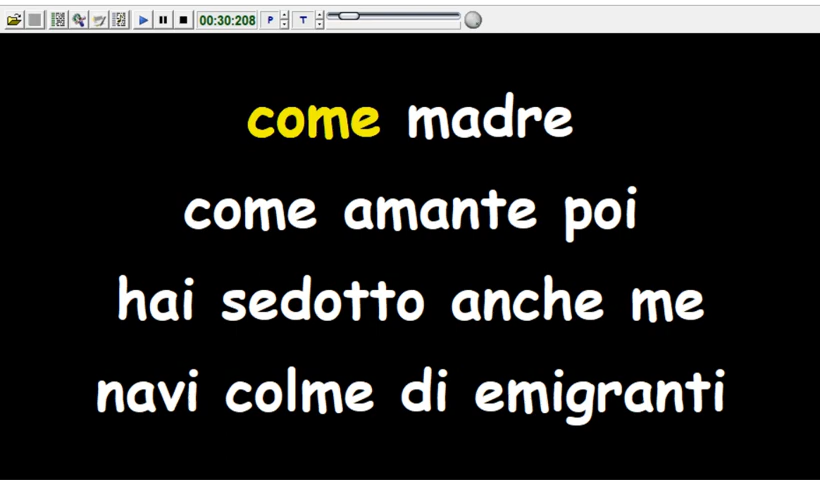 00:30:208 P T
come madre
come amante poi
hai sedotto anche me
navi colme di emigranti